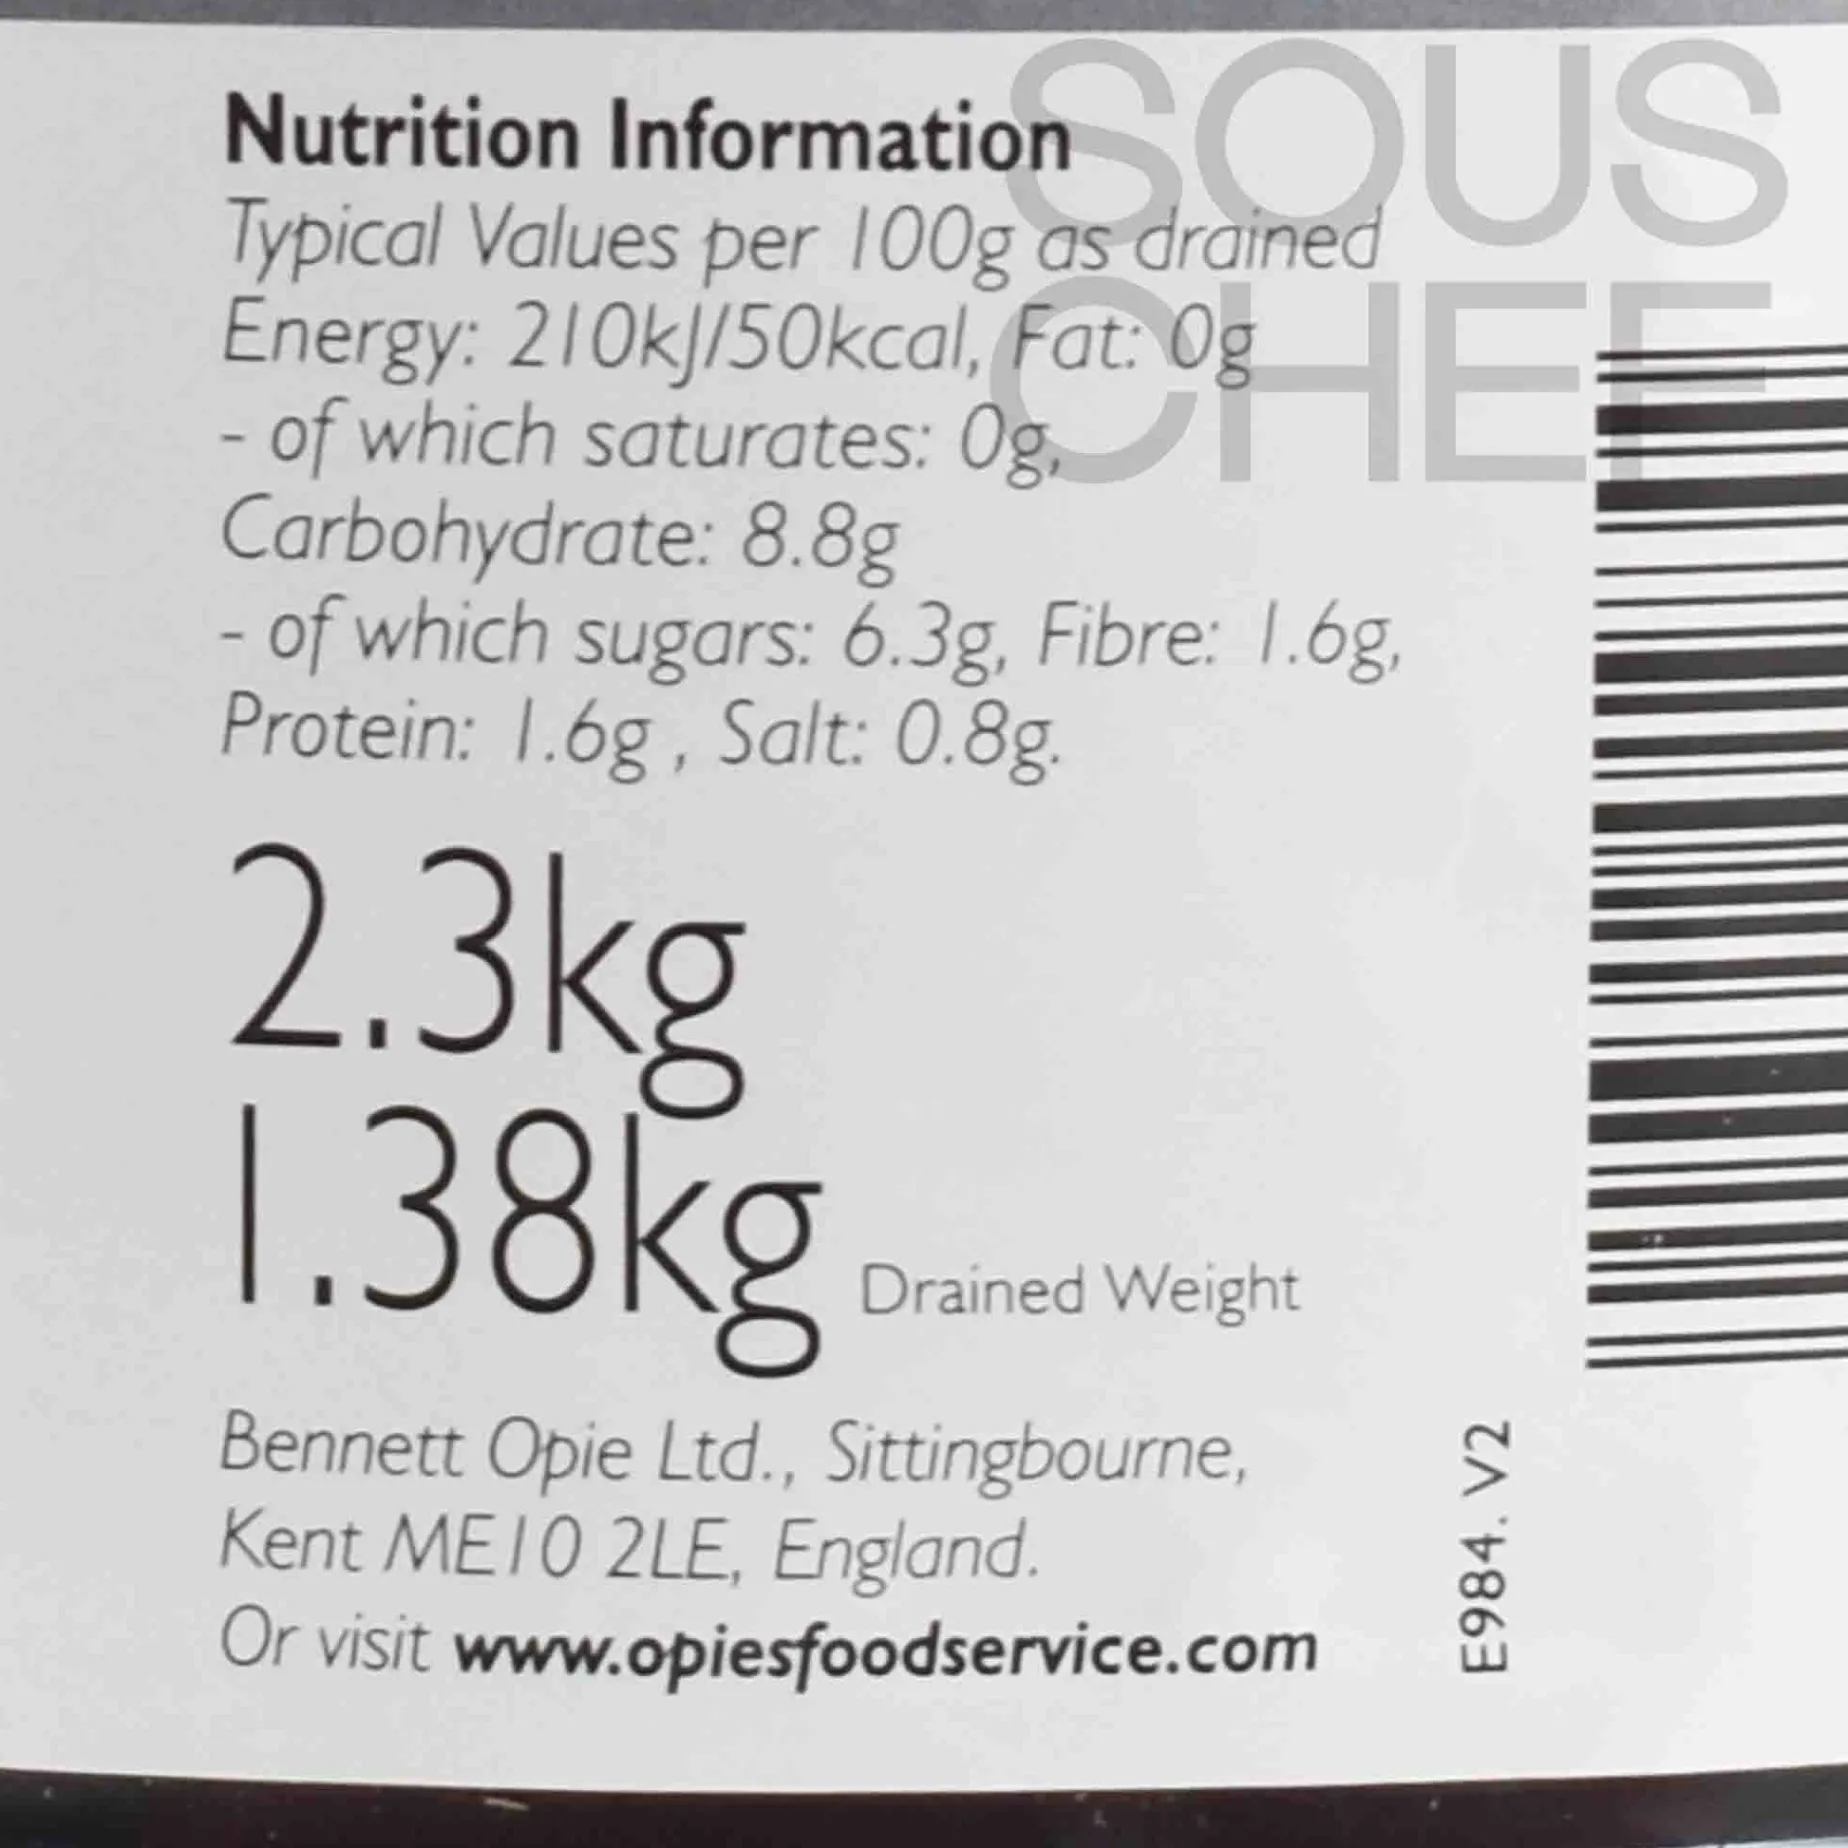 SOUS
CHEF
Nutrition Information
Typical Values per 100g as drained
Energy: 210kJ/50kcal, Fat: 0g
- of which saturates: 0g,
Carbohydrate: 8.8g
- of which sugars: 6.3g, Fibre: 1.6g,
Protein: 1.6g , Salt: 0.8g.
2.3kg
1.38kg Drained Weight
Bennett Opie Ltd., Sittingbourne,
Kent ME10 2LE, England.
Or visit www.opiesfoodservice.com
E984. V2